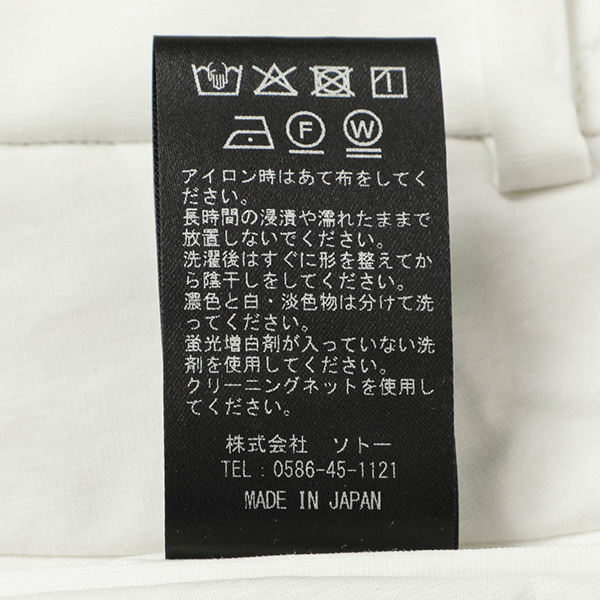 F W
アイロン時はあて布をしてく
ださい。
長時間の浸漬や濡れたままで
放置しないでください。
洗濯後はすぐに形を整えてか
ら陰干しをしてください。
濃色と白・淡色物は分けて洗
ってください。
蛍光増白剤が入っていない洗
剤を使用してください。
クリーニングネットを使用し
てください。
株式会社 ソトー
TEL：0586-45-1121
MADE IN JAPAN